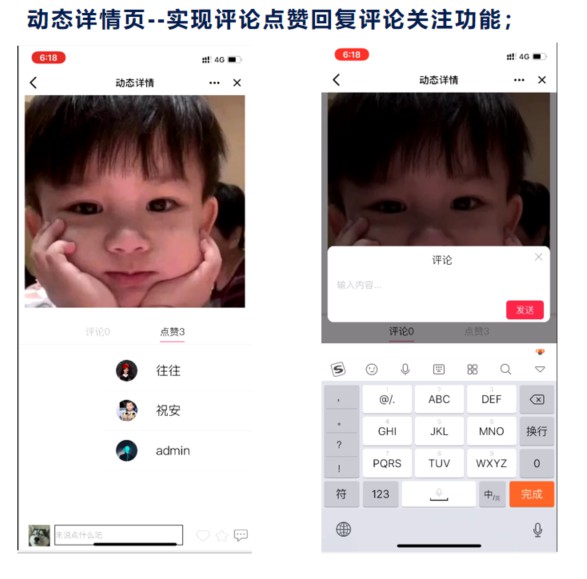 动态详情页--实现评论点赞回复评论关注功能；
6:18
4G
动态详情
评论0
点赞3
往往
祝安
admin
来说点什么吧
6:18
4G
动态详情
评论
输入内容...
发送
评论0
点赞3
S
,
@/.
ABC
DEF
。
GHI
JKL
MNO
换行
?
!
PQRS
TUV
WXYZ
0
符
123
中/En
完成